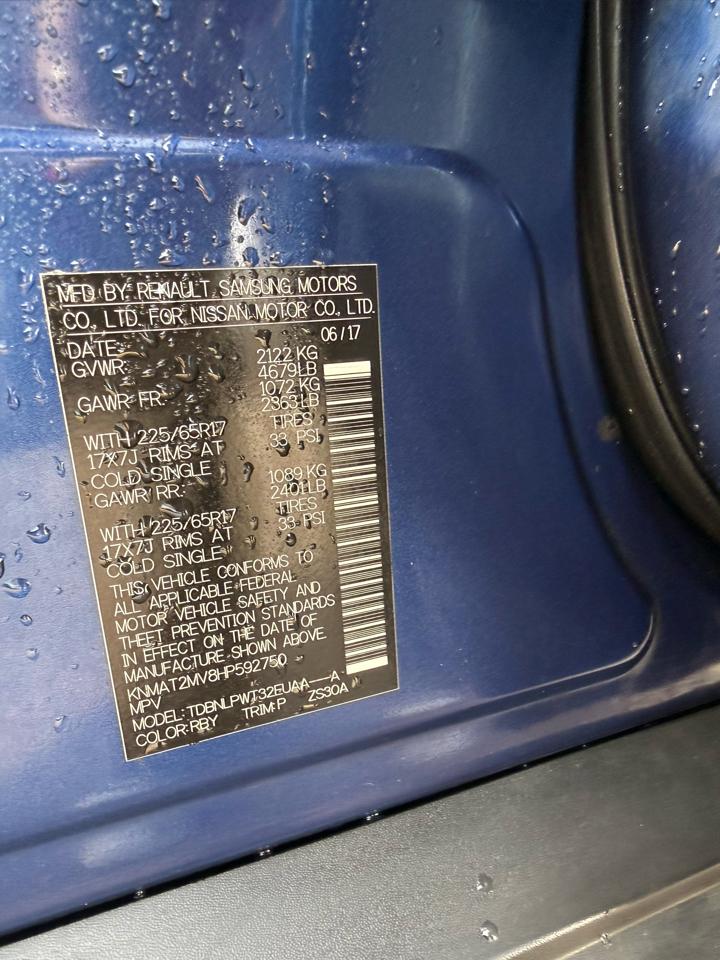 MFD BY RENAULT SAMSUNG MOTORS
CO., LTD. FOR NISSAN MOTOR CO., LTD.
DATE: 06/17
GVWR: 2122 KG
4679LB
GAWR FR: 1072 KG
2363LB
WITH 225/65R17 TIRES
17X7J RIMS AT 33 PSI
COLD SINGLE
GAWR RR: 1089 KG
2401LB
WITH 225/65R17 TIRES
17X7J RIMS AT 33 PSI
COLD SINGLE
THIS VEHICLE CONFORMS TO
ALL APPLICABLE FEDERAL
MOTOR VEHICLE SAFETY AND
THEFT PREVENTION STANDARDS
IN EFFECT ON THE DATE OF
MANUFACTURE SHOWN ABOVE.
KNMAT2MV8HP592750
MPV
MODEL: TDBNLPWT32EUAA—A
COLOR:RBY TRIM:P ZS30A